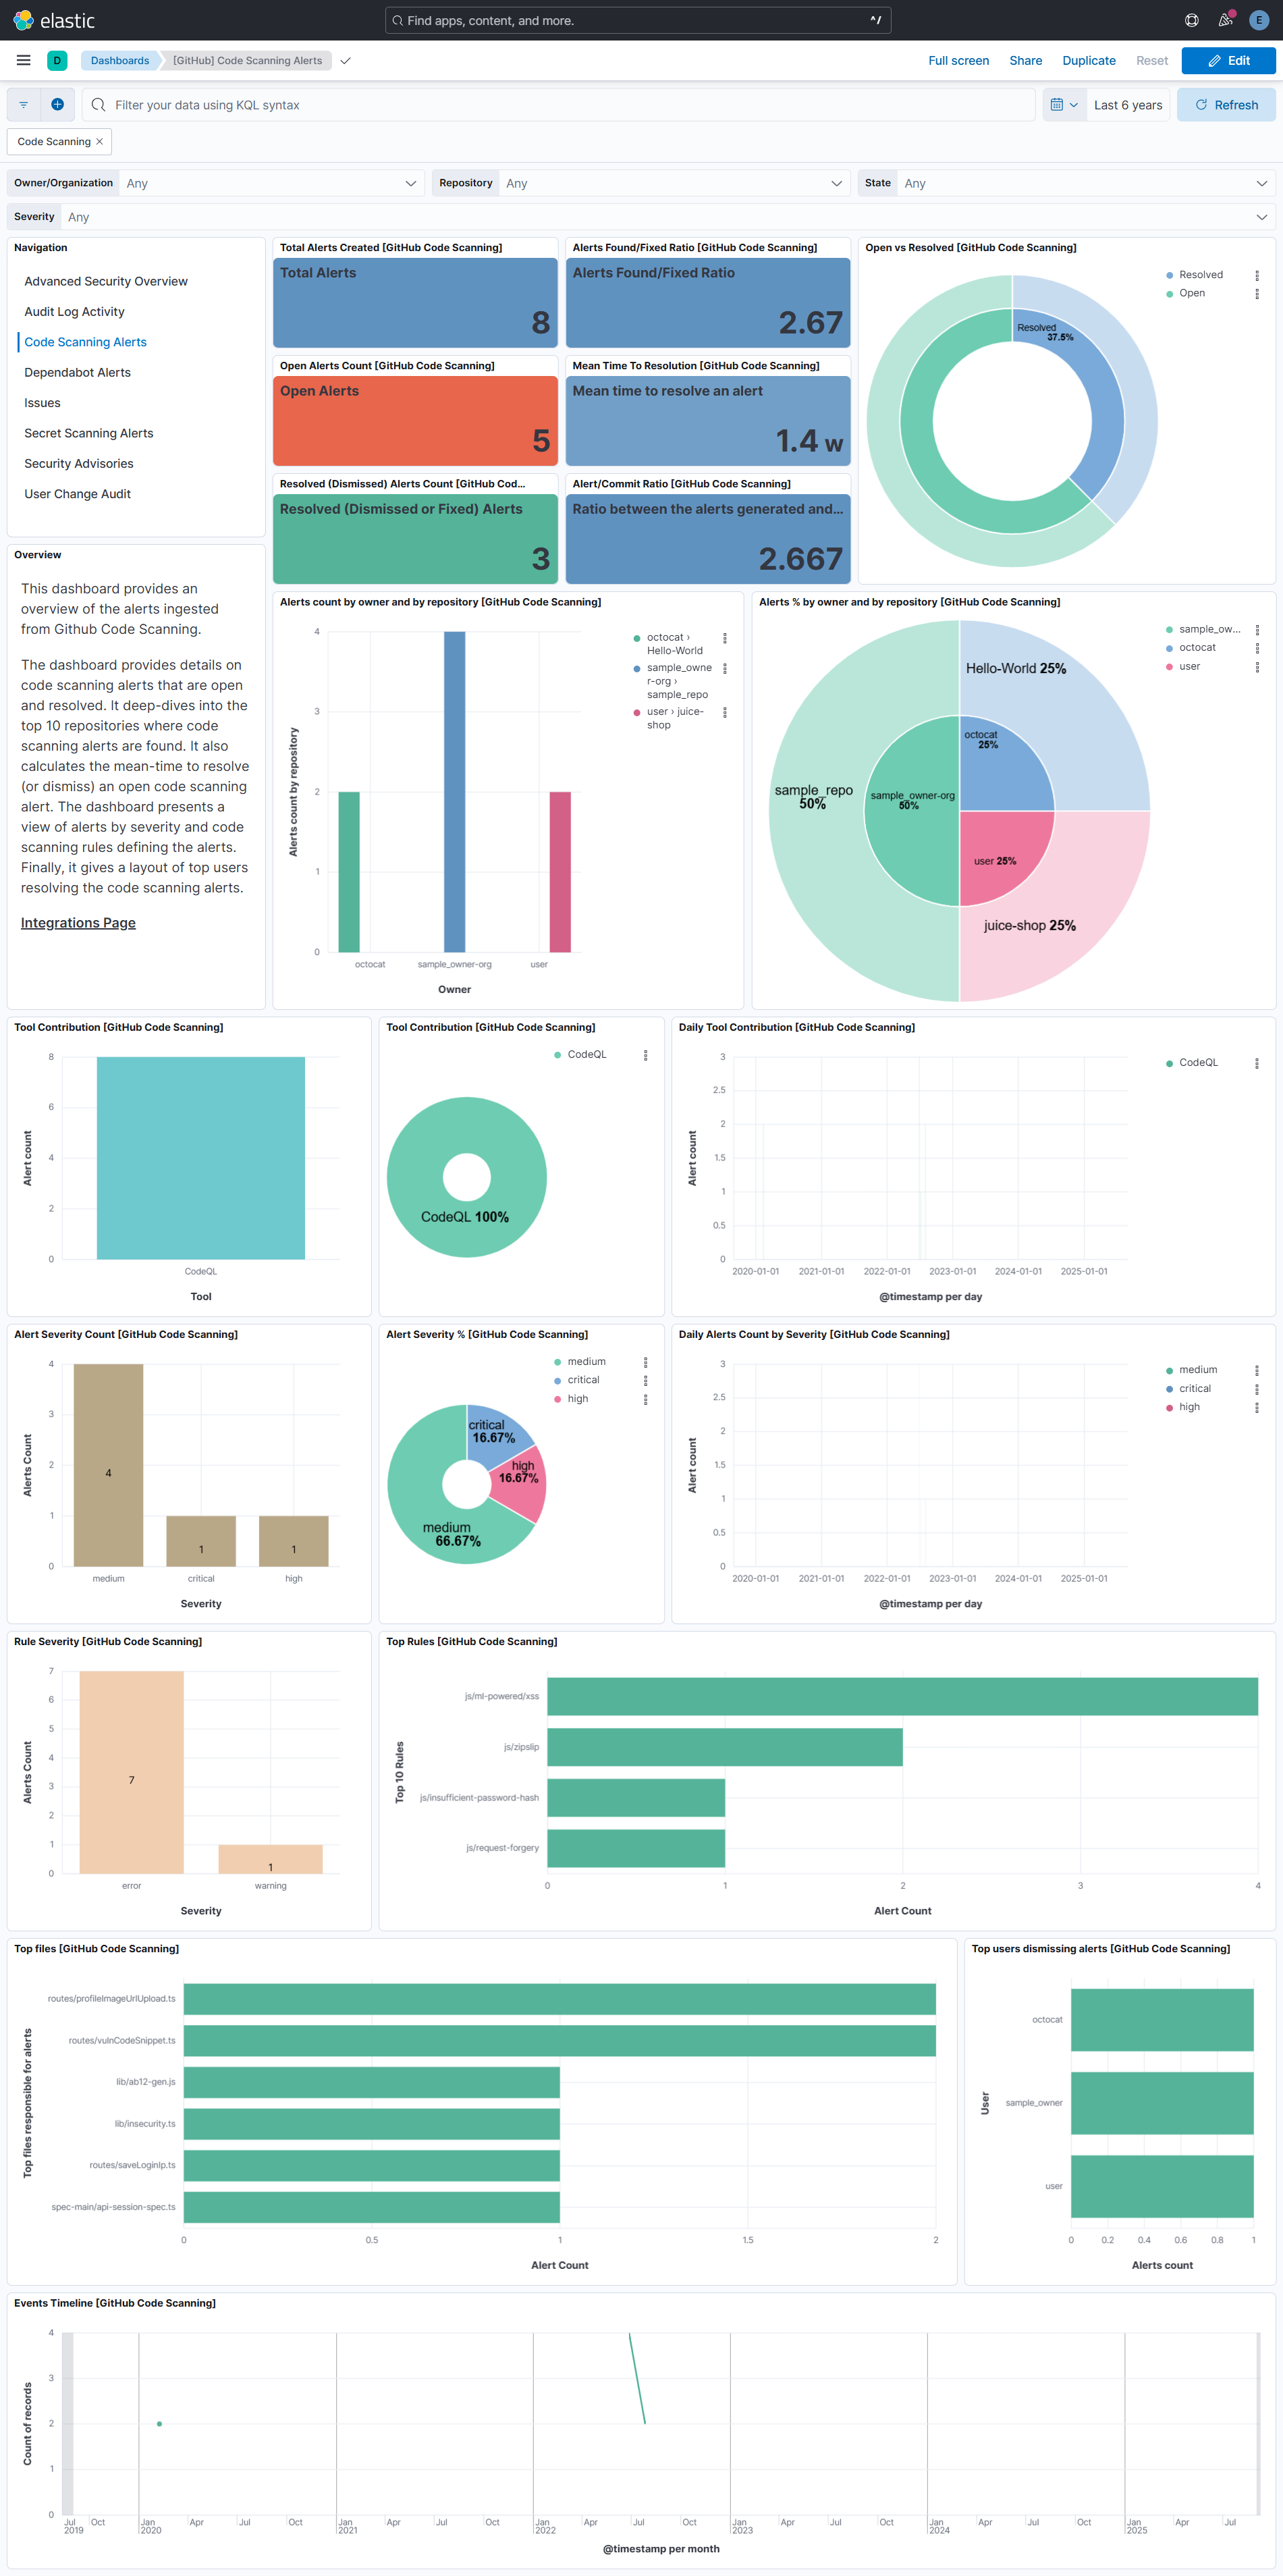 elastic
Find apps, content, and more.
^/
E
D
Dashboards
[GitHub] Code Scanning Alerts
Full screen
Share
Duplicate
Reset
Edit
Filter your data using KQL syntax
Last 6 years
Refresh
Code Scanning ×
Owner/Organization Any
Repository Any
State Any
Severity Any
Navigation
Advanced Security Overview
Audit Log Activity
Code Scanning Alerts
Dependabot Alerts
Issues
Secret Scanning Alerts
Security Advisories
User Change Audit
Total Alerts Created [GitHub Code Scanning]
Total Alerts
8
Alerts Found/Fixed Ratio [GitHub Code Scanning]
Alerts Found/Fixed Ratio
2.67
Open Alerts Count [GitHub Code Scanning]
Open Alerts
5
Mean Time To Resolution [GitHub Code Scanning]
Mean time to resolve an alert
1.4 w
Resolved (Dismissed) Alerts Count [GitHub Cod...
Resolved (Dismissed or Fixed) Alerts
3
Alert/Commit Ratio [GitHub Code Scanning]
Ratio between the alerts generated and...
2.667
Open vs Resolved [GitHub Code Scanning]
Resolved
37.5%
Resolved
Open
Overview
This dashboard provides an
overview of the alerts ingested
from Github Code Scanning.
The dashboard provides details on
code scanning alerts that are open
and resolved. It deep-dives into the
top 10 repositories where code
scanning alerts are found. It also
calculates the mean-time to resolve
(or dismiss) an open code scanning
alert. The dashboard presents a
view of alerts by severity and code
scanning rules defining the alerts.
Finally, it gives a layout of top users
resolving the code scanning alerts.
Integrations Page
Alerts count by owner and by repository [GitHub Code Scanning]
Alerts count by repository
4
3
2
1
0
octocat
sample_owner-org
user
Owner
octocat ›
Hello-World
sample_owne
r-org ›
sample_repo
user › juice-
shop
Alerts % by owner and by repository [GitHub Code Scanning]
Hello-World 25%
octocat
25%
sample_repo
50%
sample_owner-org
50%
user 25%
juice-shop 25%
sample_ow...
octocat
user
Tool Contribution [GitHub Code Scanning]
Alert count
8
6
4
2
0
CodeQL
Tool
Tool Contribution [GitHub Code Scanning]
CodeQL
CodeQL 100%
Daily Tool Contribution [GitHub Code Scanning]
Alert count
3
2.5
2
1.5
1
0.5
0
2020-01-01
2021-01-01
2022-01-01
2023-01-01
2024-01-01
2025-01-01
@timestamp per day
CodeQL
Alert Severity Count [GitHub Code Scanning]
Alerts Count
4
3
2
1
0
4
1
1
medium
critical
high
Severity
Alert Severity % [GitHub Code Scanning]
medium
critical
high
critical
16.67%
high
16.67%
medium
66.67%
Daily Alerts Count by Severity [GitHub Code Scanning]
Alert count
3
2.5
2
1.5
1
0.5
0
2020-01-01
2021-01-01
2022-01-01
2023-01-01
2024-01-01
2025-01-01
@timestamp per day
medium
critical
high
Rule Severity [GitHub Code Scanning]
Alerts Count
7
6
5
4
3
2
1
0
7
1
error
warning
Severity
Top Rules [GitHub Code Scanning]
Top 10 Rules
js/ml-powered/xss
js/zipslip
js/insufficient-password-hash
js/request-forgery
0
1
2
3
4
Alert Count
Top files [GitHub Code Scanning]
Top files responsible for alerts
routes/profileImageUrlUpload.ts
routes/vulnCodeSnippet.ts
lib/ab12-gen.js
lib/insecurity.ts
routes/saveLoginIp.ts
spec-main/api-session-spec.ts
0
0.5
1
1.5
2
Alert Count
Top users dismissing alerts [GitHub Code Scanning]
User
octocat
sample_owner
user
0
0.2
0.4
0.6
0.8
1
Alerts count
Events Timeline [GitHub Code Scanning]
Count of records
4
3
2
1
0
Jul Oct Jan Apr Jul Oct Jan Apr Jul Oct Jan Apr Jul Oct Jan Apr Jul Oct Jan Apr Jul Oct Jan Apr Jul
2019 2020 2021 2022 2023 2024 2025
@timestamp per month